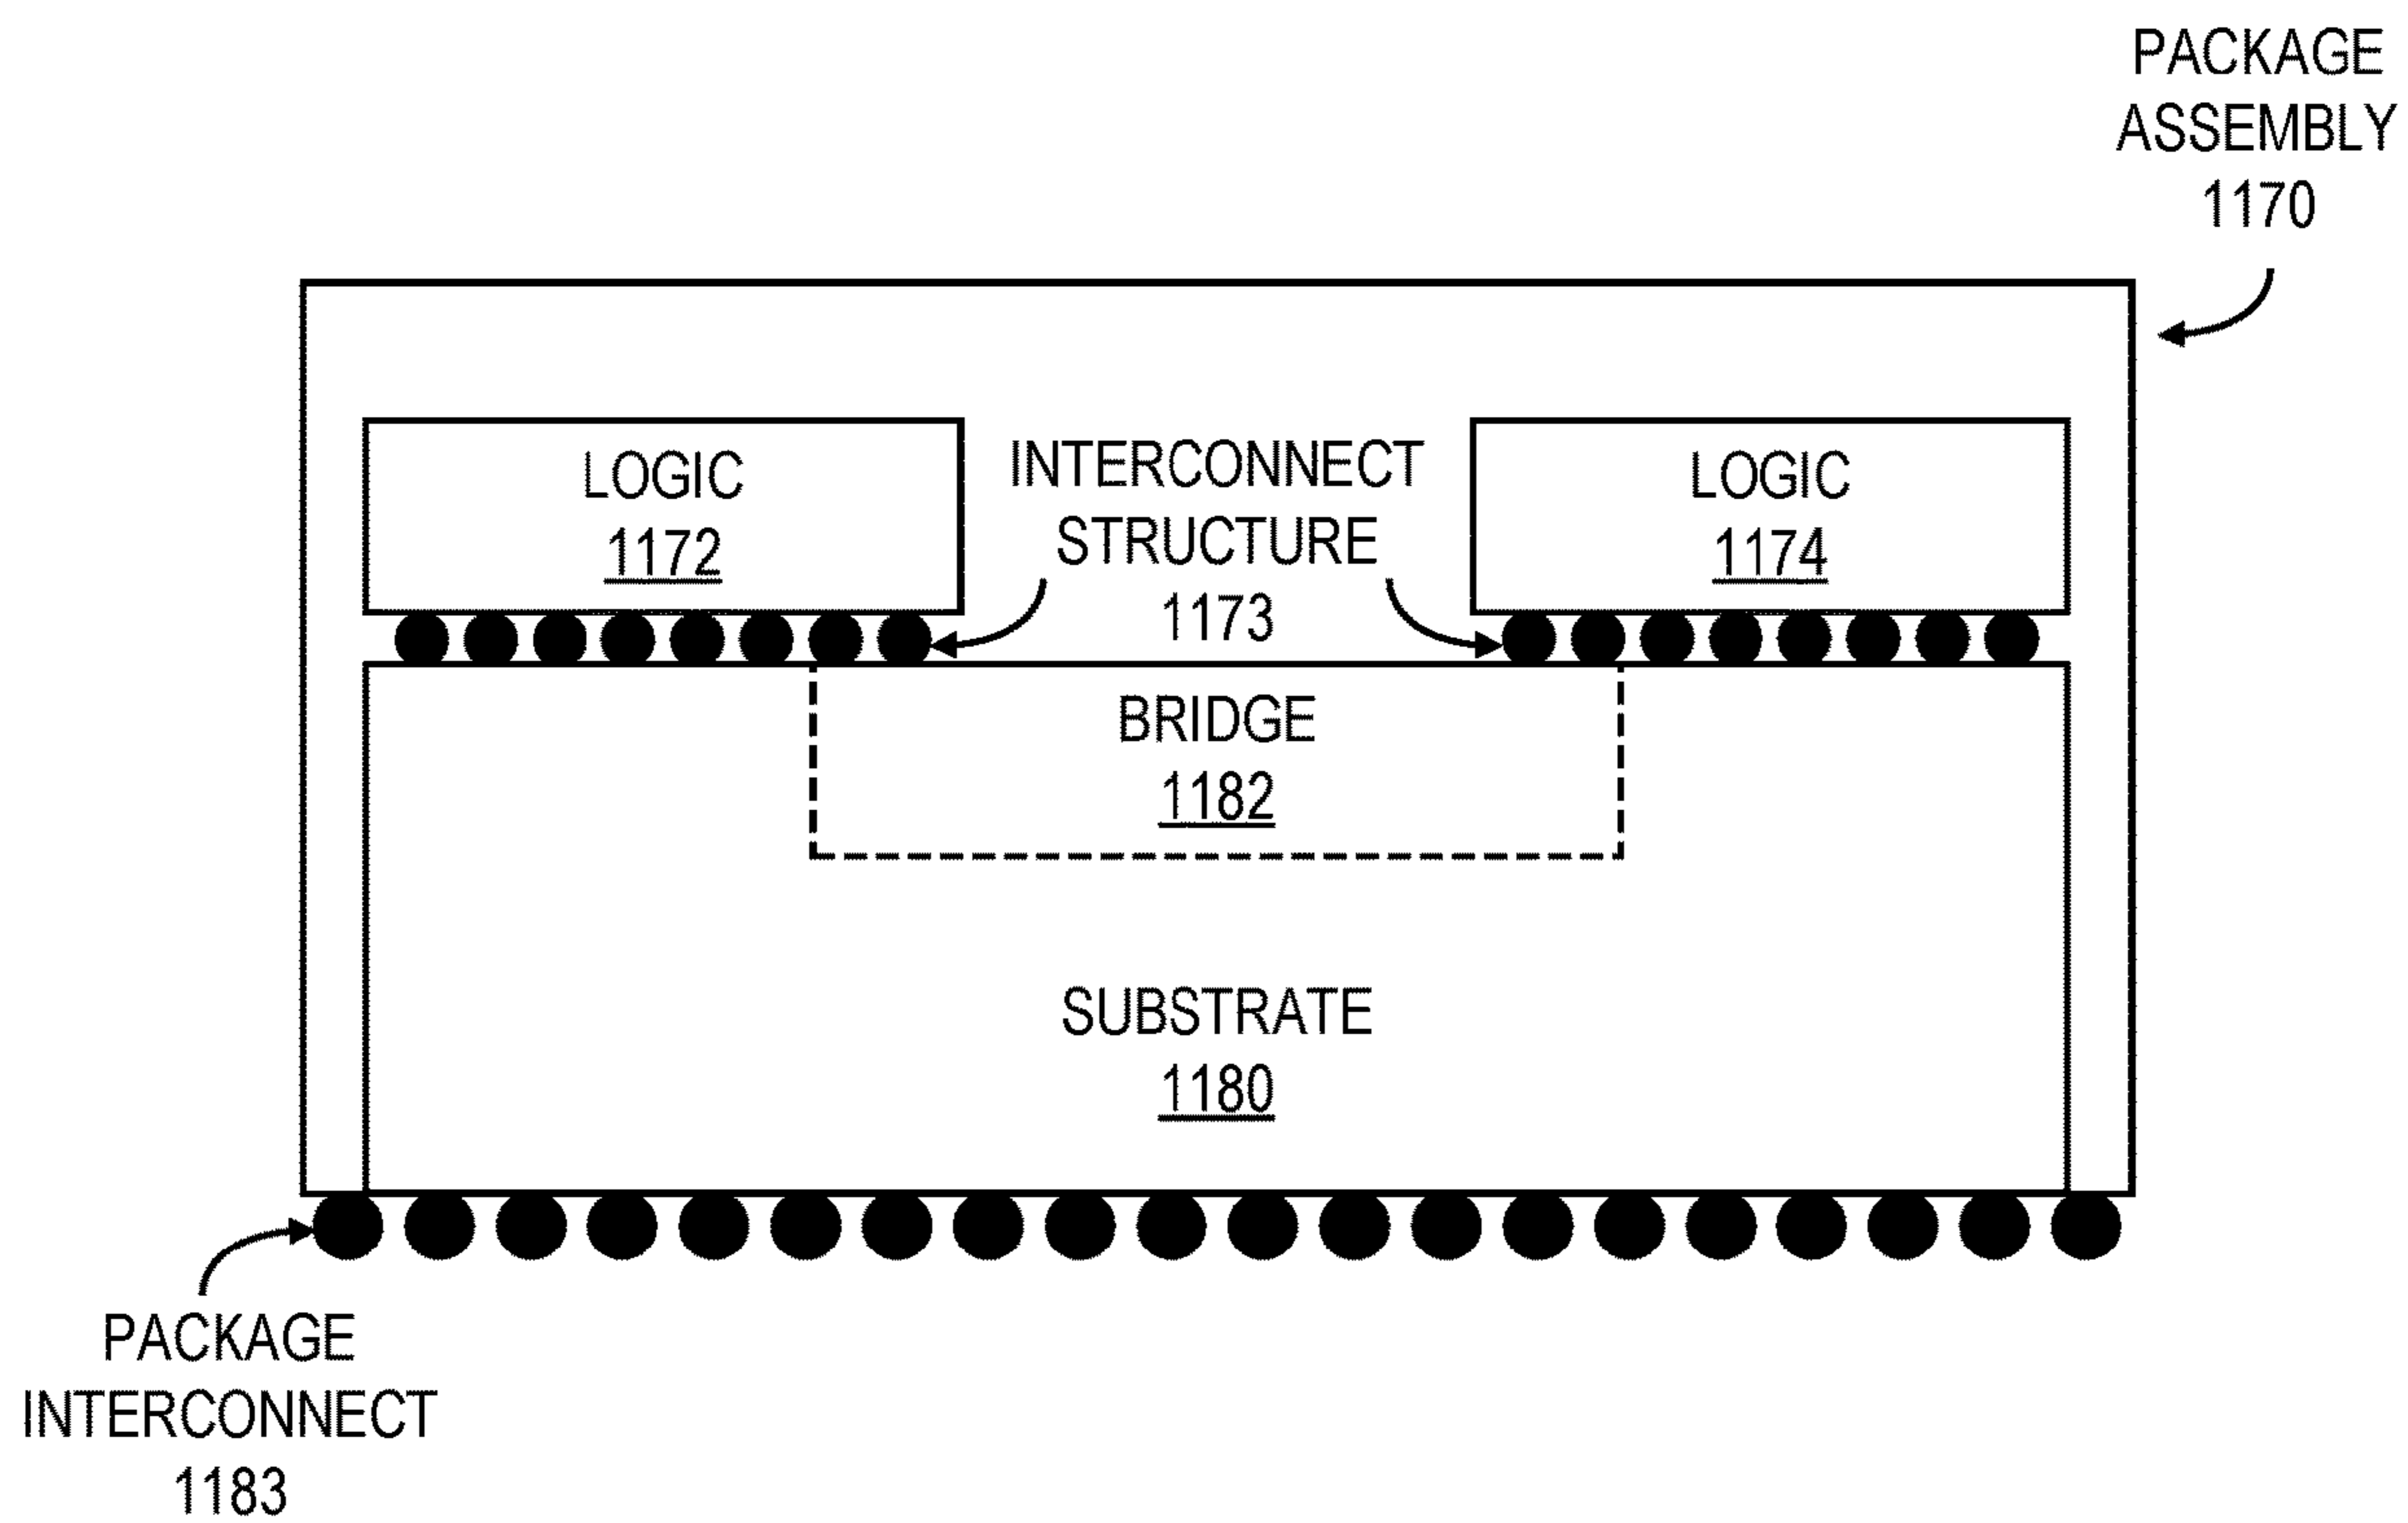 PACKAGE
ASSEMBLY
1170
LOGIC
1172
INTERCONNECT
STRUCTURE
1173
LOGIC
1174
BRIDGE
1182
SUBSTRATE
1180
PACKAGE
INTERCONNECT
1183